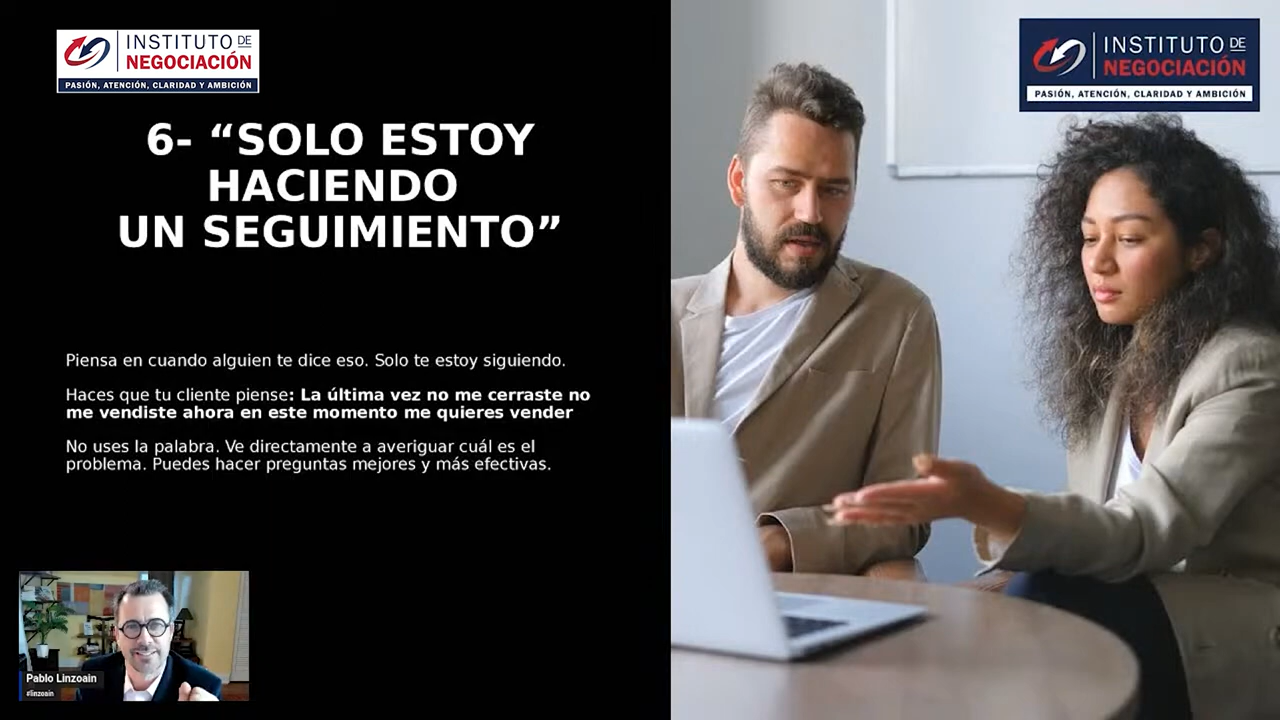 INSTITUTO DE
NEGOCIACIÓN
PASIÓN, ATENCIÓN, CLARIDAD Y AMBICIÓN
6- “SOLO ESTOY
HACIENDO
UN SEGUIMIENTO”
Piensa en cuando alguien te dice eso. Solo te estoy siguiendo.
Haces que tu cliente piense: La última vez no me cerraste no
me vendiste ahora en este momento me quieres vender
No uses la palabra. Ve directamente a averiguar cuál es el
problema. Puedes hacer preguntas mejores y más efectivas.
Pablo Linzoain
#linzoain
INSTITUTO DE
NEGOCIACIÓN
PASIÓN, ATENCIÓN, CLARIDAD Y AMBICIÓN